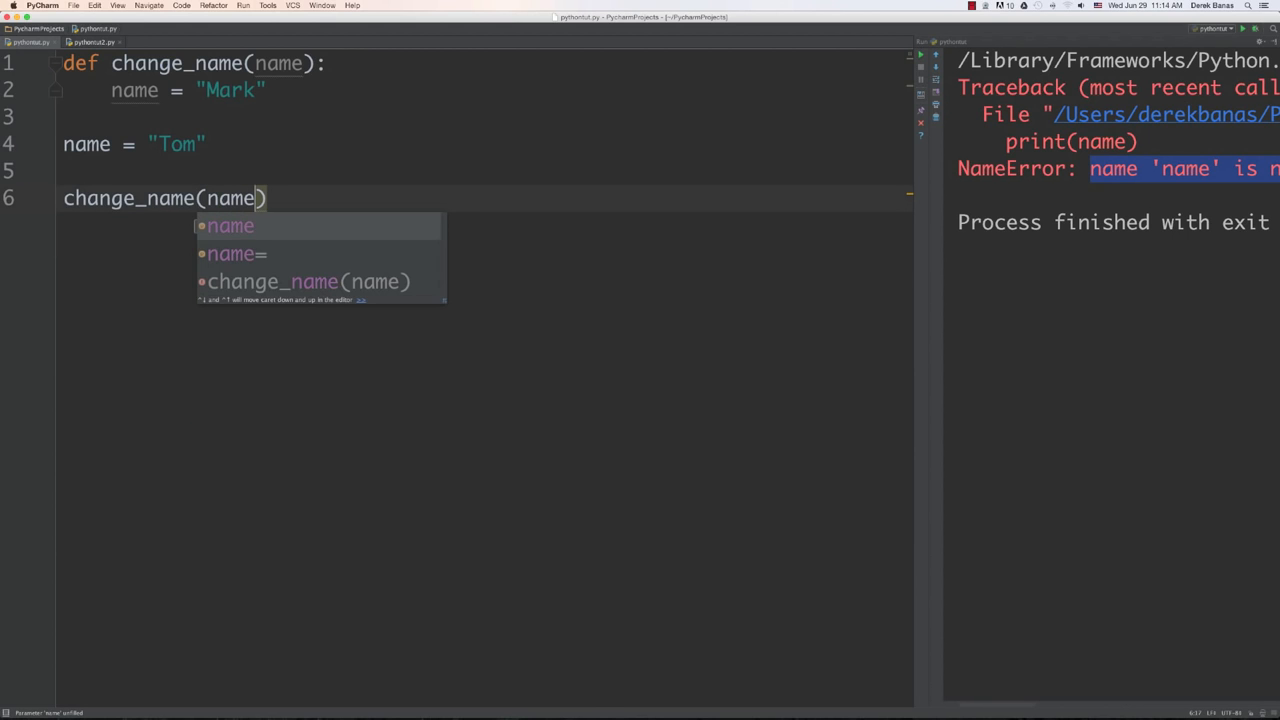 PyCharm File Edit View Navigate Code Refactor Run Tools VCS Window Help 10 Wed Jun 29 11:14 AM Derek Banas
pythontut.py - PycharmProjects - [~/PycharmProjects]
PycharmProjects pythontut.py pythontut
pythontut.py pythontut2.py Run pythontut
1 def change_name(name):
2 name = "Mark"
3
4 name = "Tom"
5
6 change_name(name)
name
name=
change_name(name)
^↓ and ^↑ will move caret down and up in the editor >>
/Library/Frameworks/Python.
Traceback (most recent call
File "/Users/derekbanas/P
print(name)
NameError: name 'name' is n
Process finished with exit
Parameter 'name' unfilled 6:17 LF÷ UTF-8÷